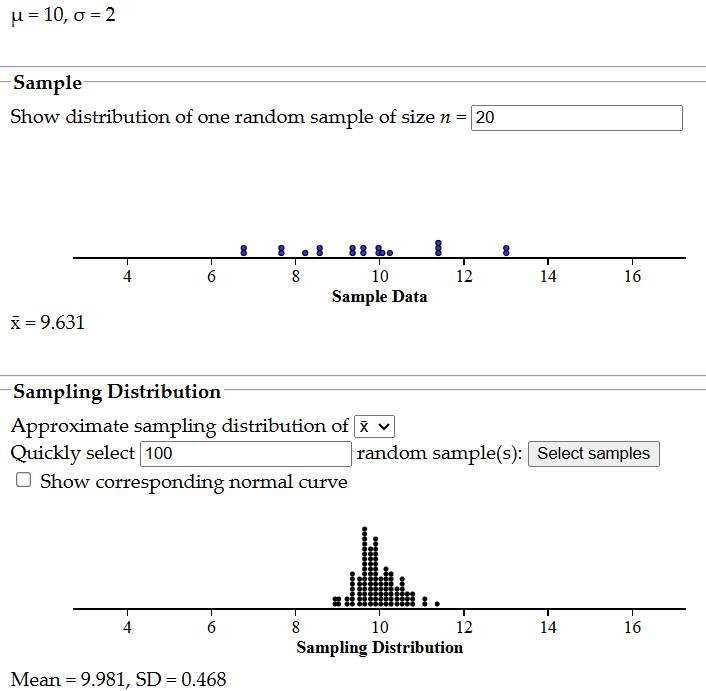 μ = 10, σ = 2
Sample
Show distribution of one random sample of size n = 20
4 6 8 10 12 14 16
Sample Data
x̄ = 9.631
Sampling Distribution
Approximate sampling distribution of x̄
Quickly select 100 random sample(s): Select samples
Show corresponding normal curve
4 6 8 10 12 14 16
Sampling Distribution
Mean = 9.981, SD = 0.468